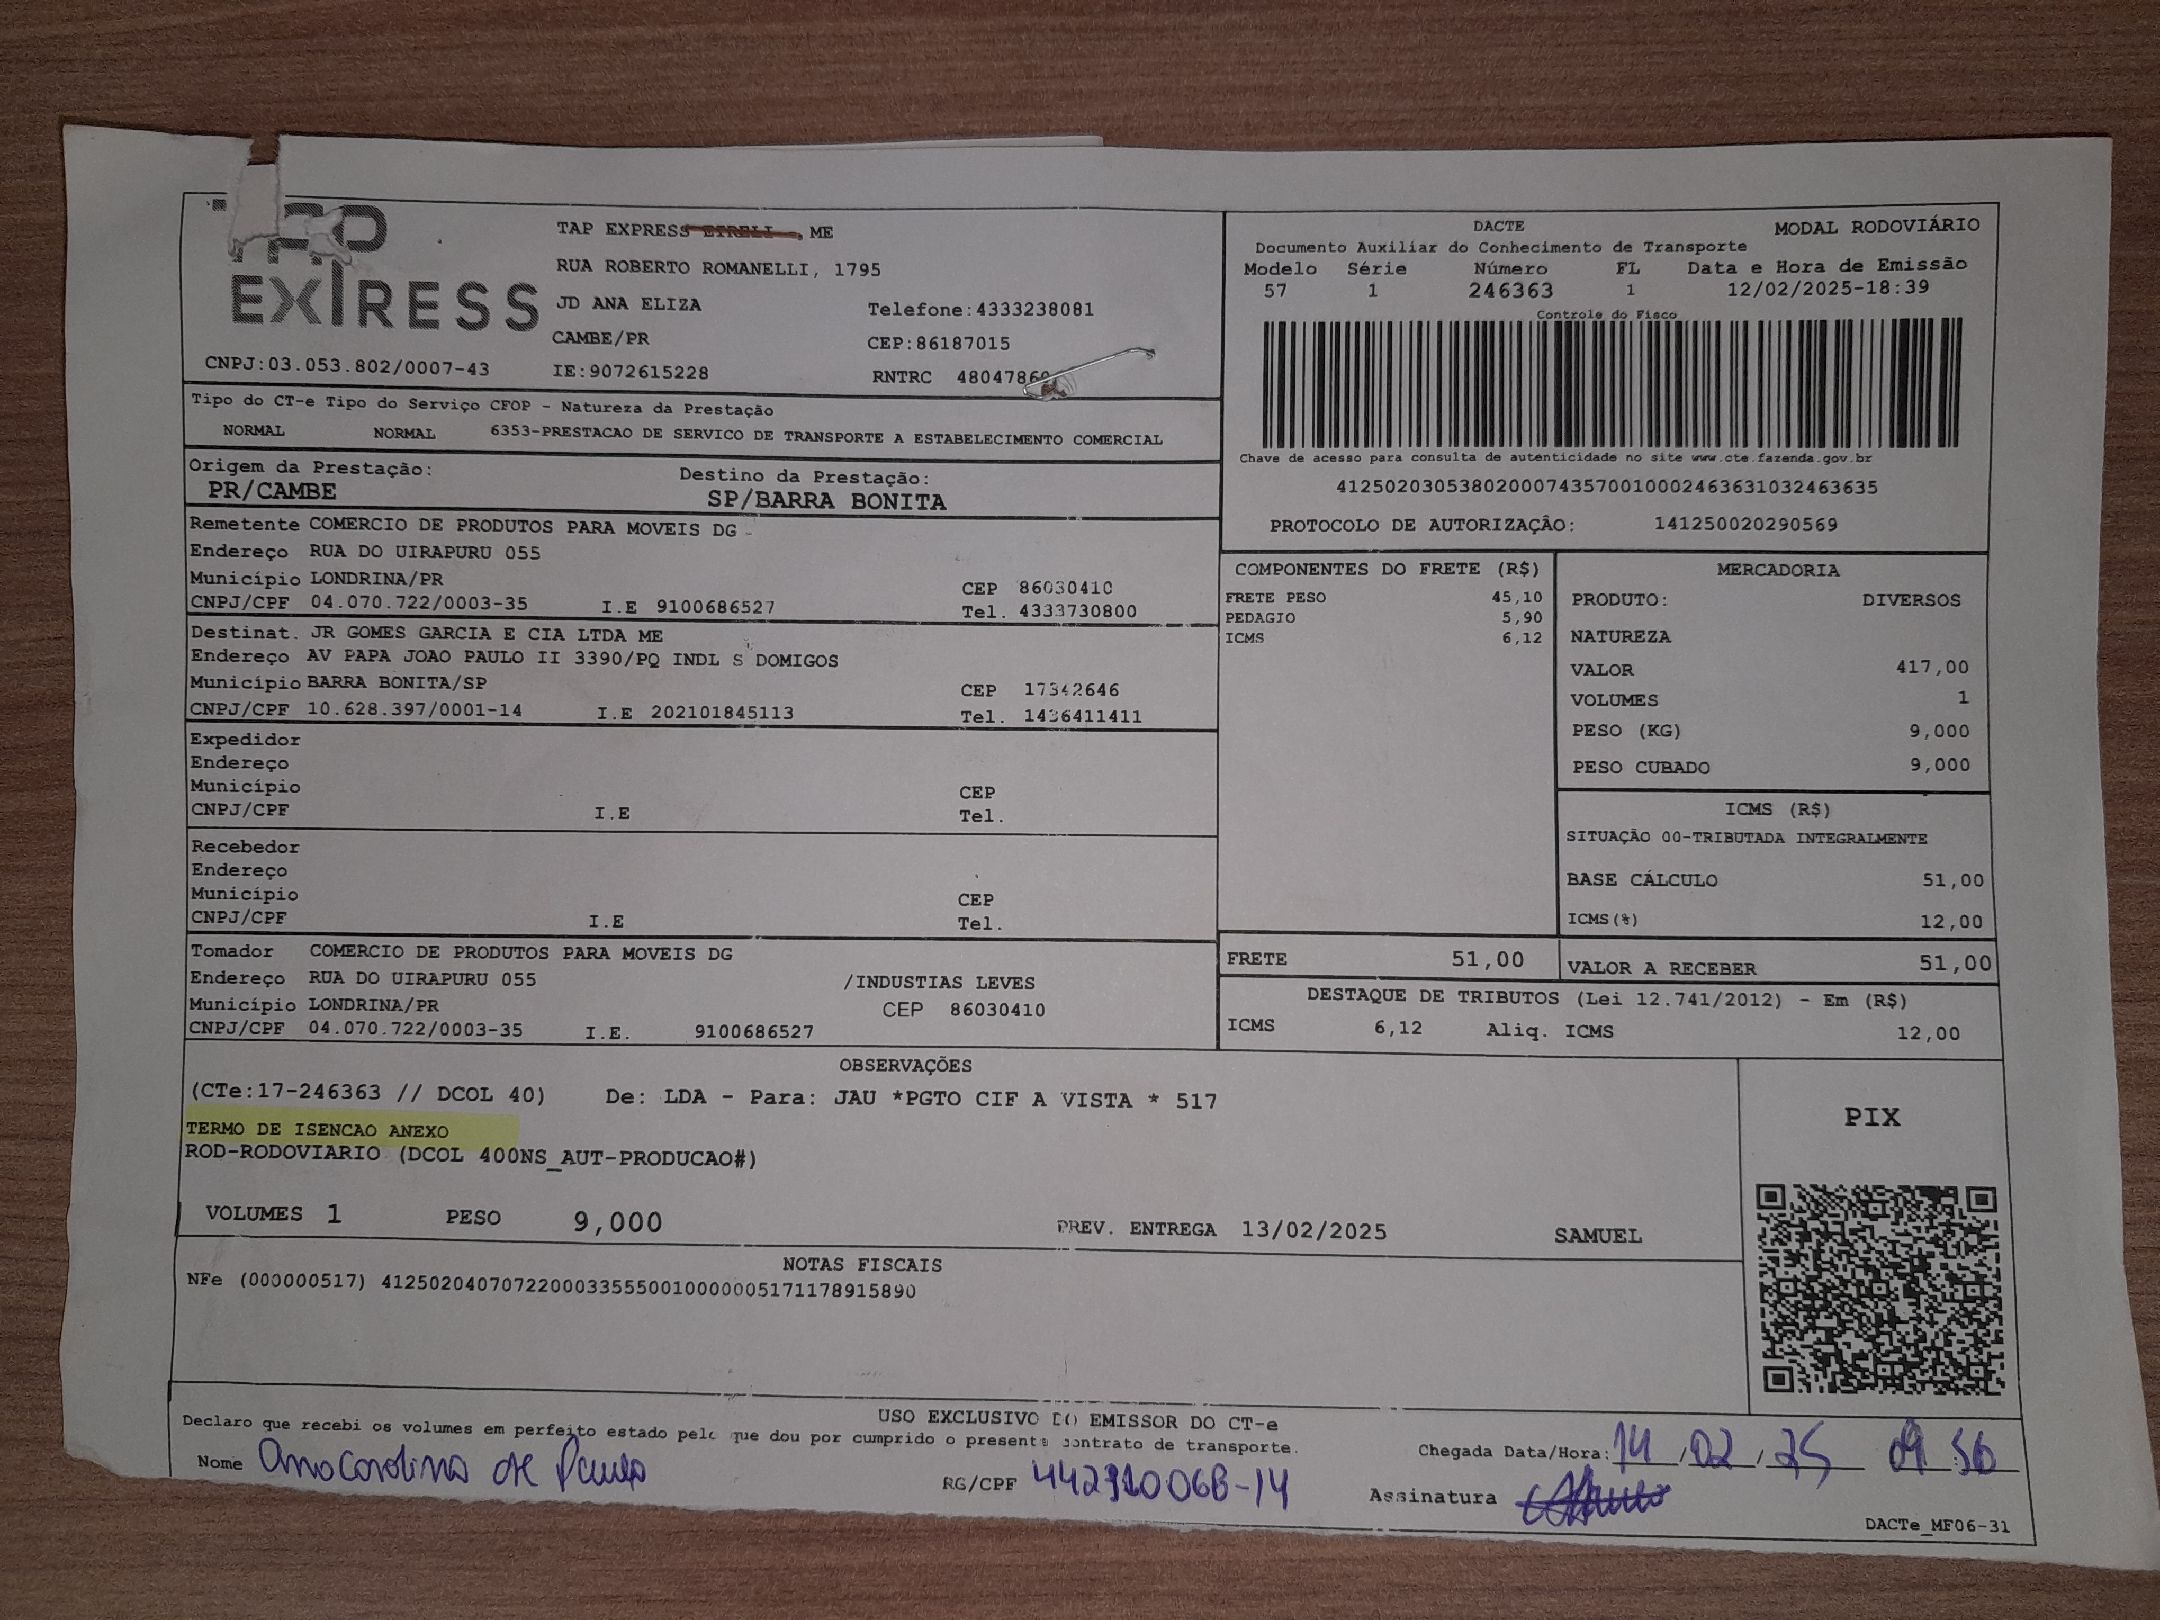 EXPRESS
TAP EXPRESS EIRELI - ME
RUA ROBERTO ROMANELLI, 1795
JD ANA ELIZA Telefone:4333238081
CAMBE/PR CEP:86187015
CNPJ:03.053.802/0007-43 IE:9072615228 RNTRC 4804786
DACTE MODAL RODOVIÁRIO
Documento Auxiliar do Conhecimento de Transporte
Modelo Série Número FL Data e Hora de Emissão
57 1 246363 1 12/02/2025-18:39
Controle do Fisco
Chave de acesso para consulta de autenticidade no site www.cte.fazenda.gov.br
41250203053802000743570010002463631032463635
PROTOCOLO DE AUTORIZAÇÃO: 141250020290569
Tipo do CT-e Tipo do Serviço CFOP - Natureza da Prestação
NORMAL NORMAL 6353-PRESTACAO DE SERVICO DE TRANSPORTE A ESTABELECIMENTO COMERCIAL
Origem da Prestação: Destino da Prestação:
PR/CAMBE SP/BARRA BONITA
Remetente COMERCIO DE PRODUTOS PARA MOVEIS DG
Endereço RUA DO UIRAPURU 055
Município LONDRINA/PR CEP 86030410
CNPJ/CPF 04.070.722/0003-35 I.E 9100686527 Tel. 4333730800
Destinat. JR GOMES GARCIA E CIA LTDA ME
Endereço AV PAPA JOAO PAULO II 3390/PQ INDL S DOMIGOS
Município BARRA BONITA/SP CEP 17342646
CNPJ/CPF 10.628.397/0001-14 I.E 202101845113 Tel. 1436411411
Expedidor
Endereço
Município CEP
CNPJ/CPF I.E Tel.
Recebedor
Endereço
Município CEP
CNPJ/CPF I.E Tel.
Tomador COMERCIO DE PRODUTOS PARA MOVEIS DG
Endereço RUA DO UIRAPURU 055 /INDUSTIAS LEVES
Município LONDRINA/PR CEP 86030410
CNPJ/CPF 04.070.722/0003-35 I.E. 9100686527
COMPONENTES DO FRETE (R$)
FRETE PESO 45,10
PEDAGIO 5,90
ICMS 6,12
MERCADORIA
PRODUTO: DIVERSOS
NATUREZA
VALOR 417,00
VOLUMES 1
PESO (KG) 9,000
PESO CUBADO 9,000
ICMS (R$)
SITUAÇÃO 00-TRIBUTADA INTEGRALMENTE
BASE CÁLCULO 51,00
ICMS(%) 12,00
FRETE 51,00 VALOR A RECEBER 51,00
DESTAQUE DE TRIBUTOS (Lei 12.741/2012) - Em (R$)
ICMS 6,12 Aliq. ICMS 12,00
OBSERVAÇÕES
(CTe:17-246363 // DCOL 40) De: LDA - Para: JAU *PGTO CIF A VISTA * 517
TERMO DE ISENCAO ANEXO
ROD-RODOVIARIO (DCOL 400NS_AUT-PRODUCAO#)
VOLUMES 1 PESO 9,000 PREV. ENTREGA 13/02/2025 SAMUEL
PIX
NOTAS FISCAIS
NFe (000000517) 41250204070722000335550010000005171178915890
USO EXCLUSIVO DO EMISSOR DO CT-e
Declaro que recebi os volumes em perfeito estado pelo que dou por cumprido o presente contrato de transporte.
Nome Ana Carolina de Paula RG/CPF
Chegada Data/Hora: 14/02/25 09:56
Assinatura
DACTe_MF06-31